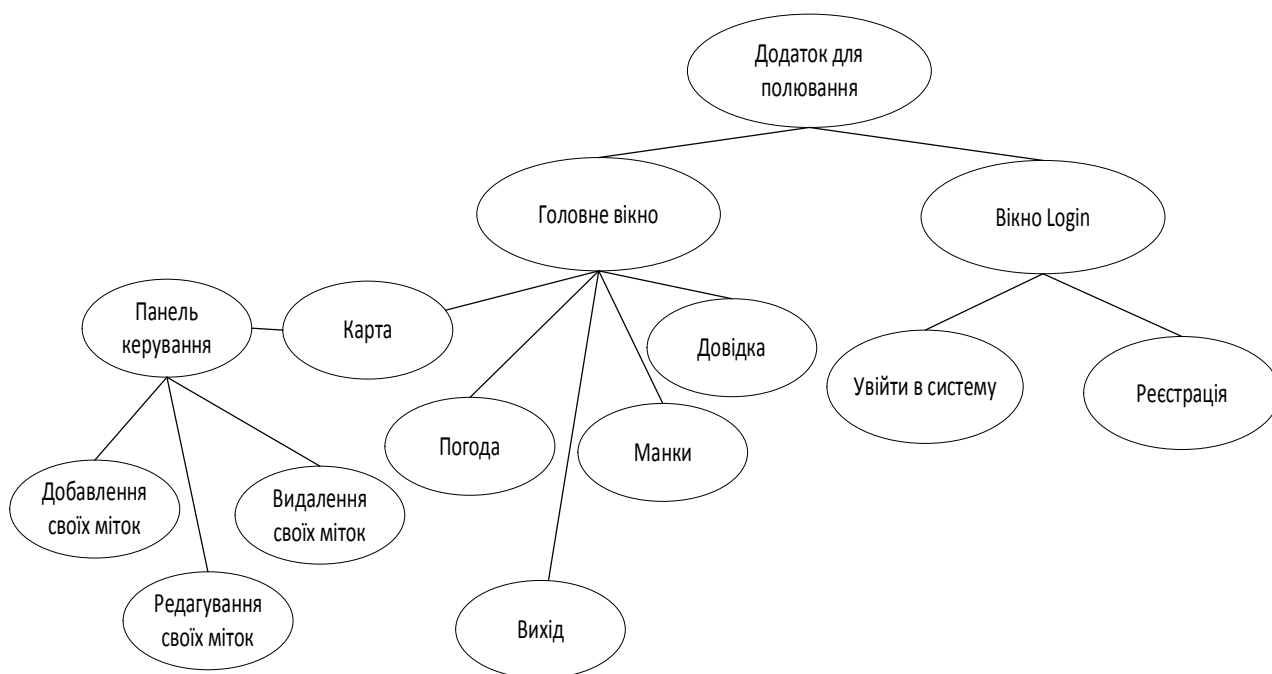 Додаток для
полювання
Головне вікно
Вікно Login
Панель
керування
Карта
Довідка
Увійти в систему
Реєстрація
Погода
Манки
Добавлення
своїх міток
Видалення
своїх міток
Редагування
своїх міток
Вихід